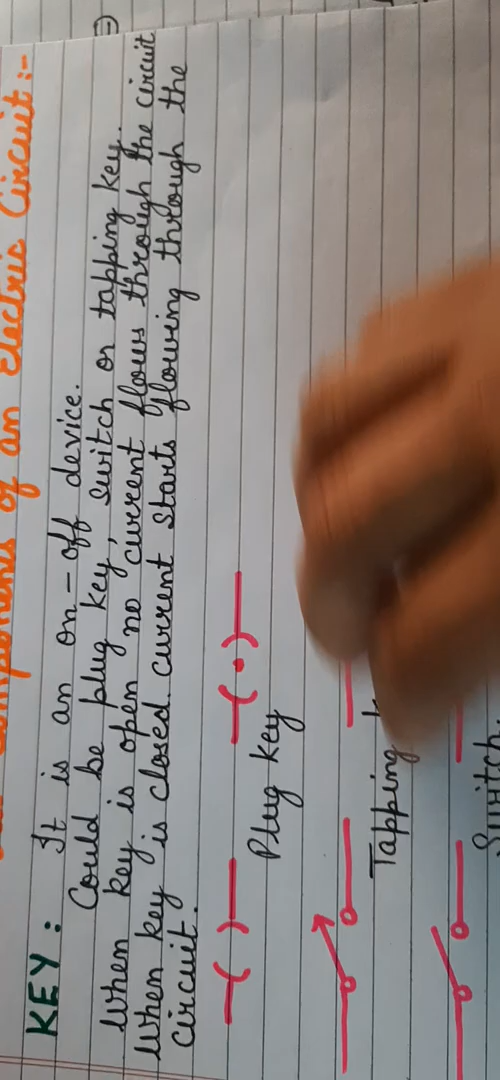 Components of an Electric Circuit:-
KEY: It is an on-off device.
Could be plug key, switch or tapping key.
When key is open no current flows through the circuit
When key is closed current starts flowing through the
circuit.
Plug key
Tapping
Switch